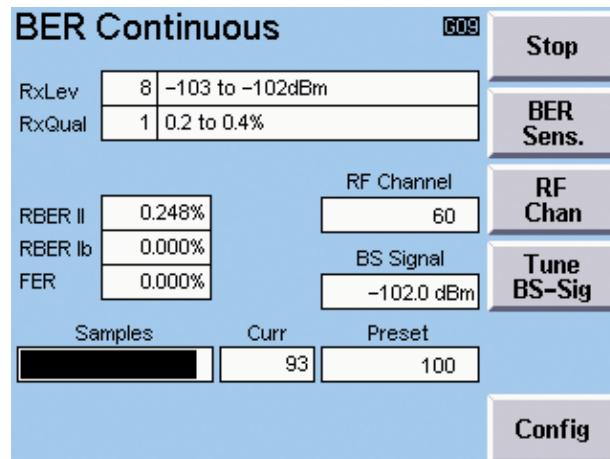 BER Continuous G09
RxLev 8 -103 to -102dBm
RxQual 1 0.2 to 0.4%
RF Channel
RBER II 0.248% 60
RBER Ib 0.000% BS Signal
FER 0.000% -102.0 dBm
Samples Curr Preset
93 100
Stop
BER
Sens.
RF
Chan
Tune
BS-Sig
Config